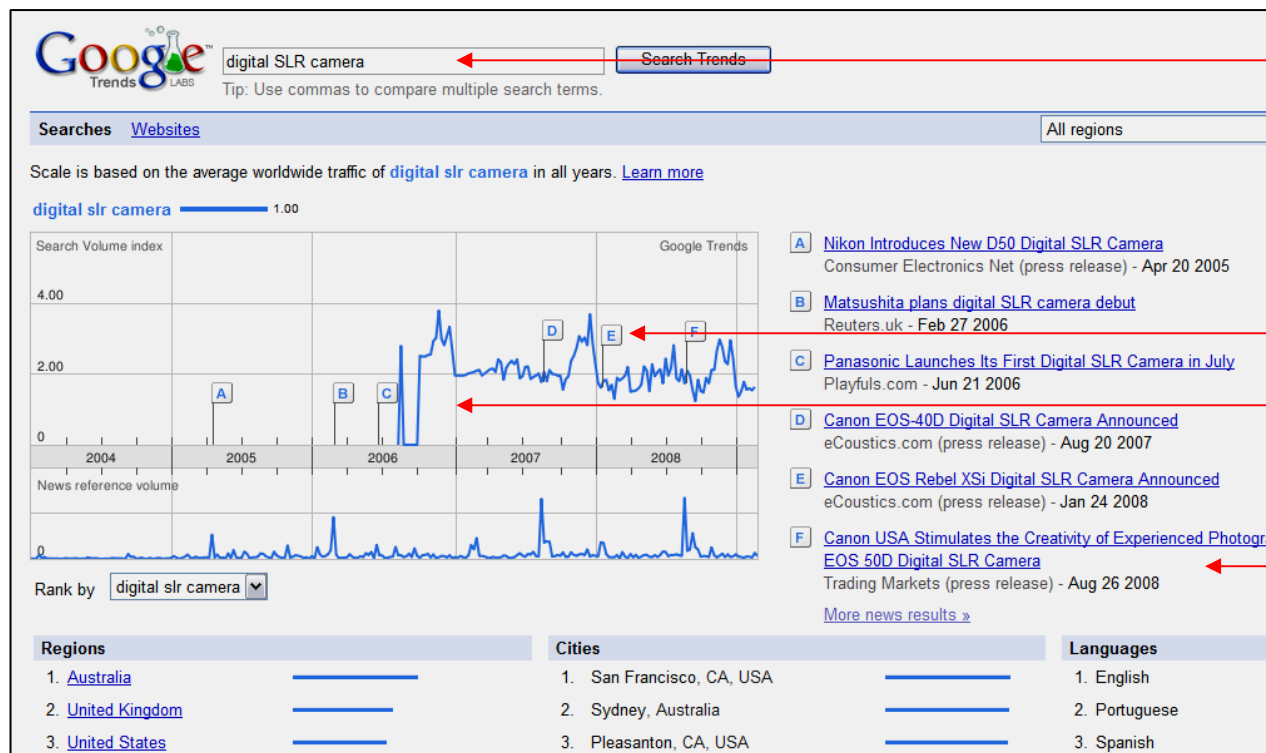 Google™
Trends LABS
digital SLR camera
Search Trends
Tip: Use commas to compare multiple search terms.
Searches Websites
All regions
Scale is based on the average worldwide traffic of digital slr camera in all years. Learn more
digital slr camera 1.00
Search Volume index
Google Trends
4.00
2.00
0
A
B
C
D
E
F
2004 2005 2006 2007 2008
News reference volume
0
A Nikon Introduces New D50 Digital SLR Camera
Consumer Electronics Net (press release) - Apr 20 2005
B Matsushita plans digital SLR camera debut
Reuters.uk - Feb 27 2006
C Panasonic Launches Its First Digital SLR Camera in July
Playfuls.com - Jun 21 2006
D Canon EOS-40D Digital SLR Camera Announced
eCoustics.com (press release) - Aug 20 2007
E Canon EOS Rebel XSi Digital SLR Camera Announced
eCoustics.com (press release) - Jan 24 2008
F Canon USA Stimulates the Creativity of Experienced Photogra
EOS 50D Digital SLR Camera
Trading Markets (press release) - Aug 26 2008
More news results »
Rank by digital slr camera
Regions
1. Australia
2. United Kingdom
3. United States
Cities
1. San Francisco, CA, USA
2. Sydney, Australia
3. Pleasanton, CA, USA
Languages
1. English
2. Portuguese
3. Spanish